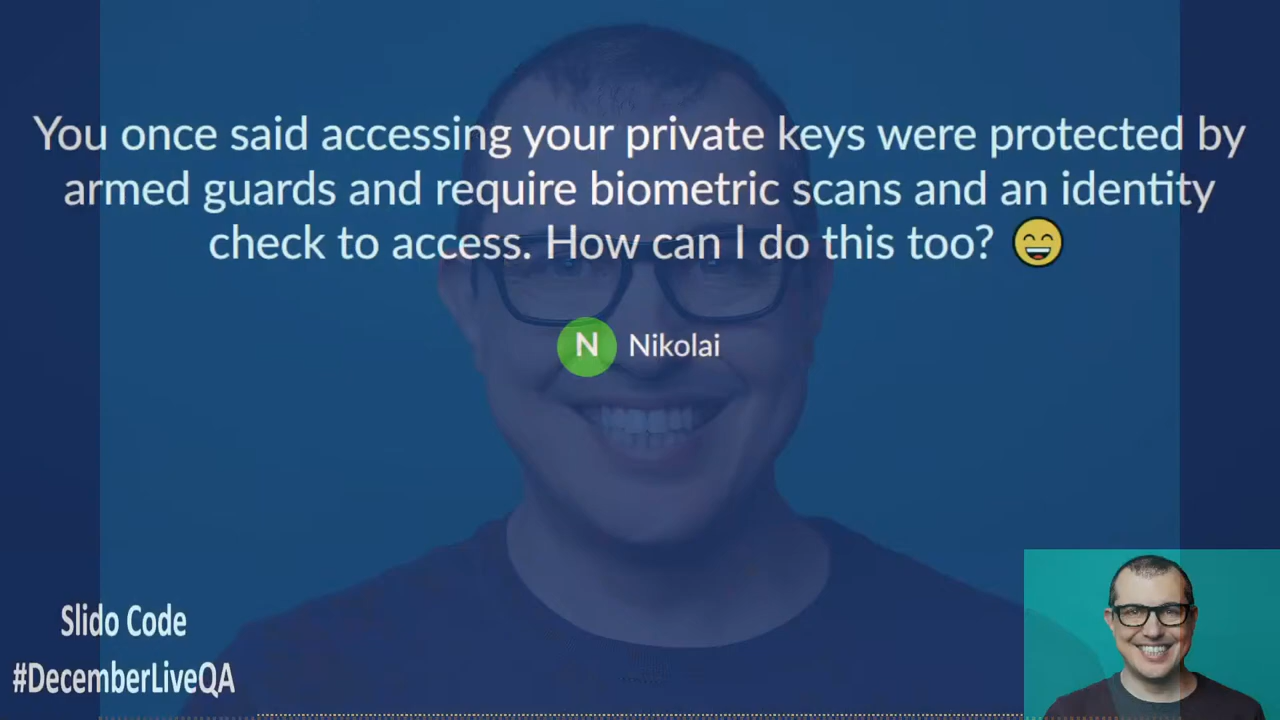 You once said accessing your private keys were protected by
armed guards and require biometric scans and an identity
check to access. How can I do this too? 😄
N Nikolai
Slido Code
#DecemberLiveQA